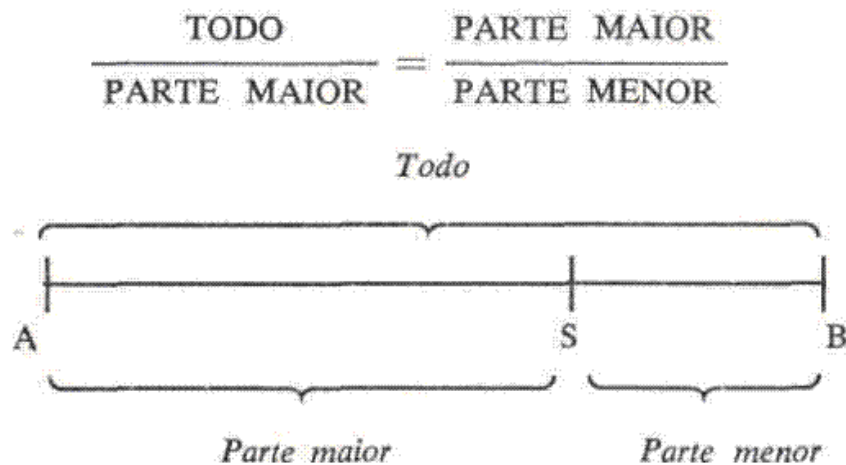 TODO PARTE MAIOR
PARTE MAIOR = PARTE MENOR
Todo
A S B
Parte maior Parte menor